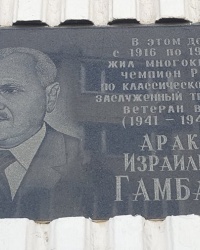 В этом до
с 1916 по 19
жил многок
чемпион Р
по классическо
заслуженный т
ветеран в
(1941 – 194
Арак
Израил
Гамба